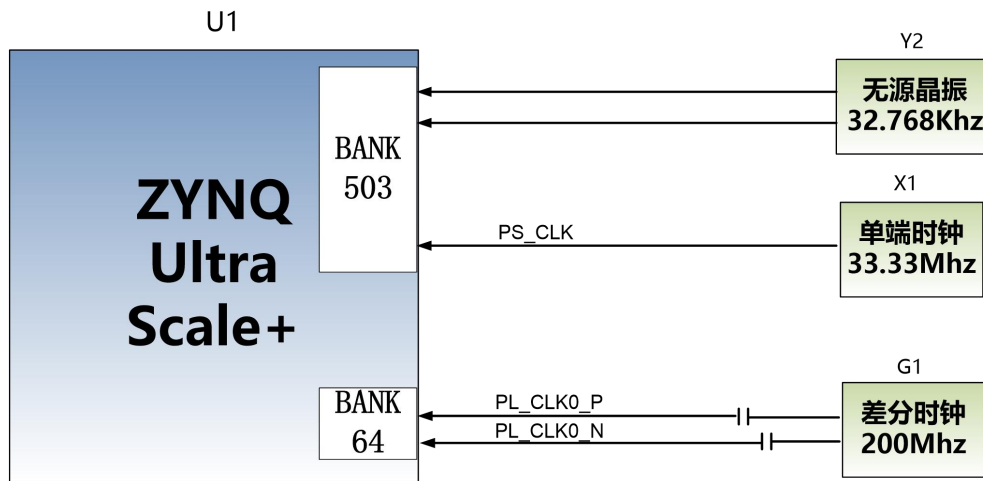 U1
ZYNQ
Ultra
Scale+
BANK
503
BANK
64
PS_CLK
PL_CLK0_P
PL_CLK0_N
Y2
无源晶振
32.768Khz
X1
单端时钟
33.33Mhz
G1
差分时钟
200Mhz